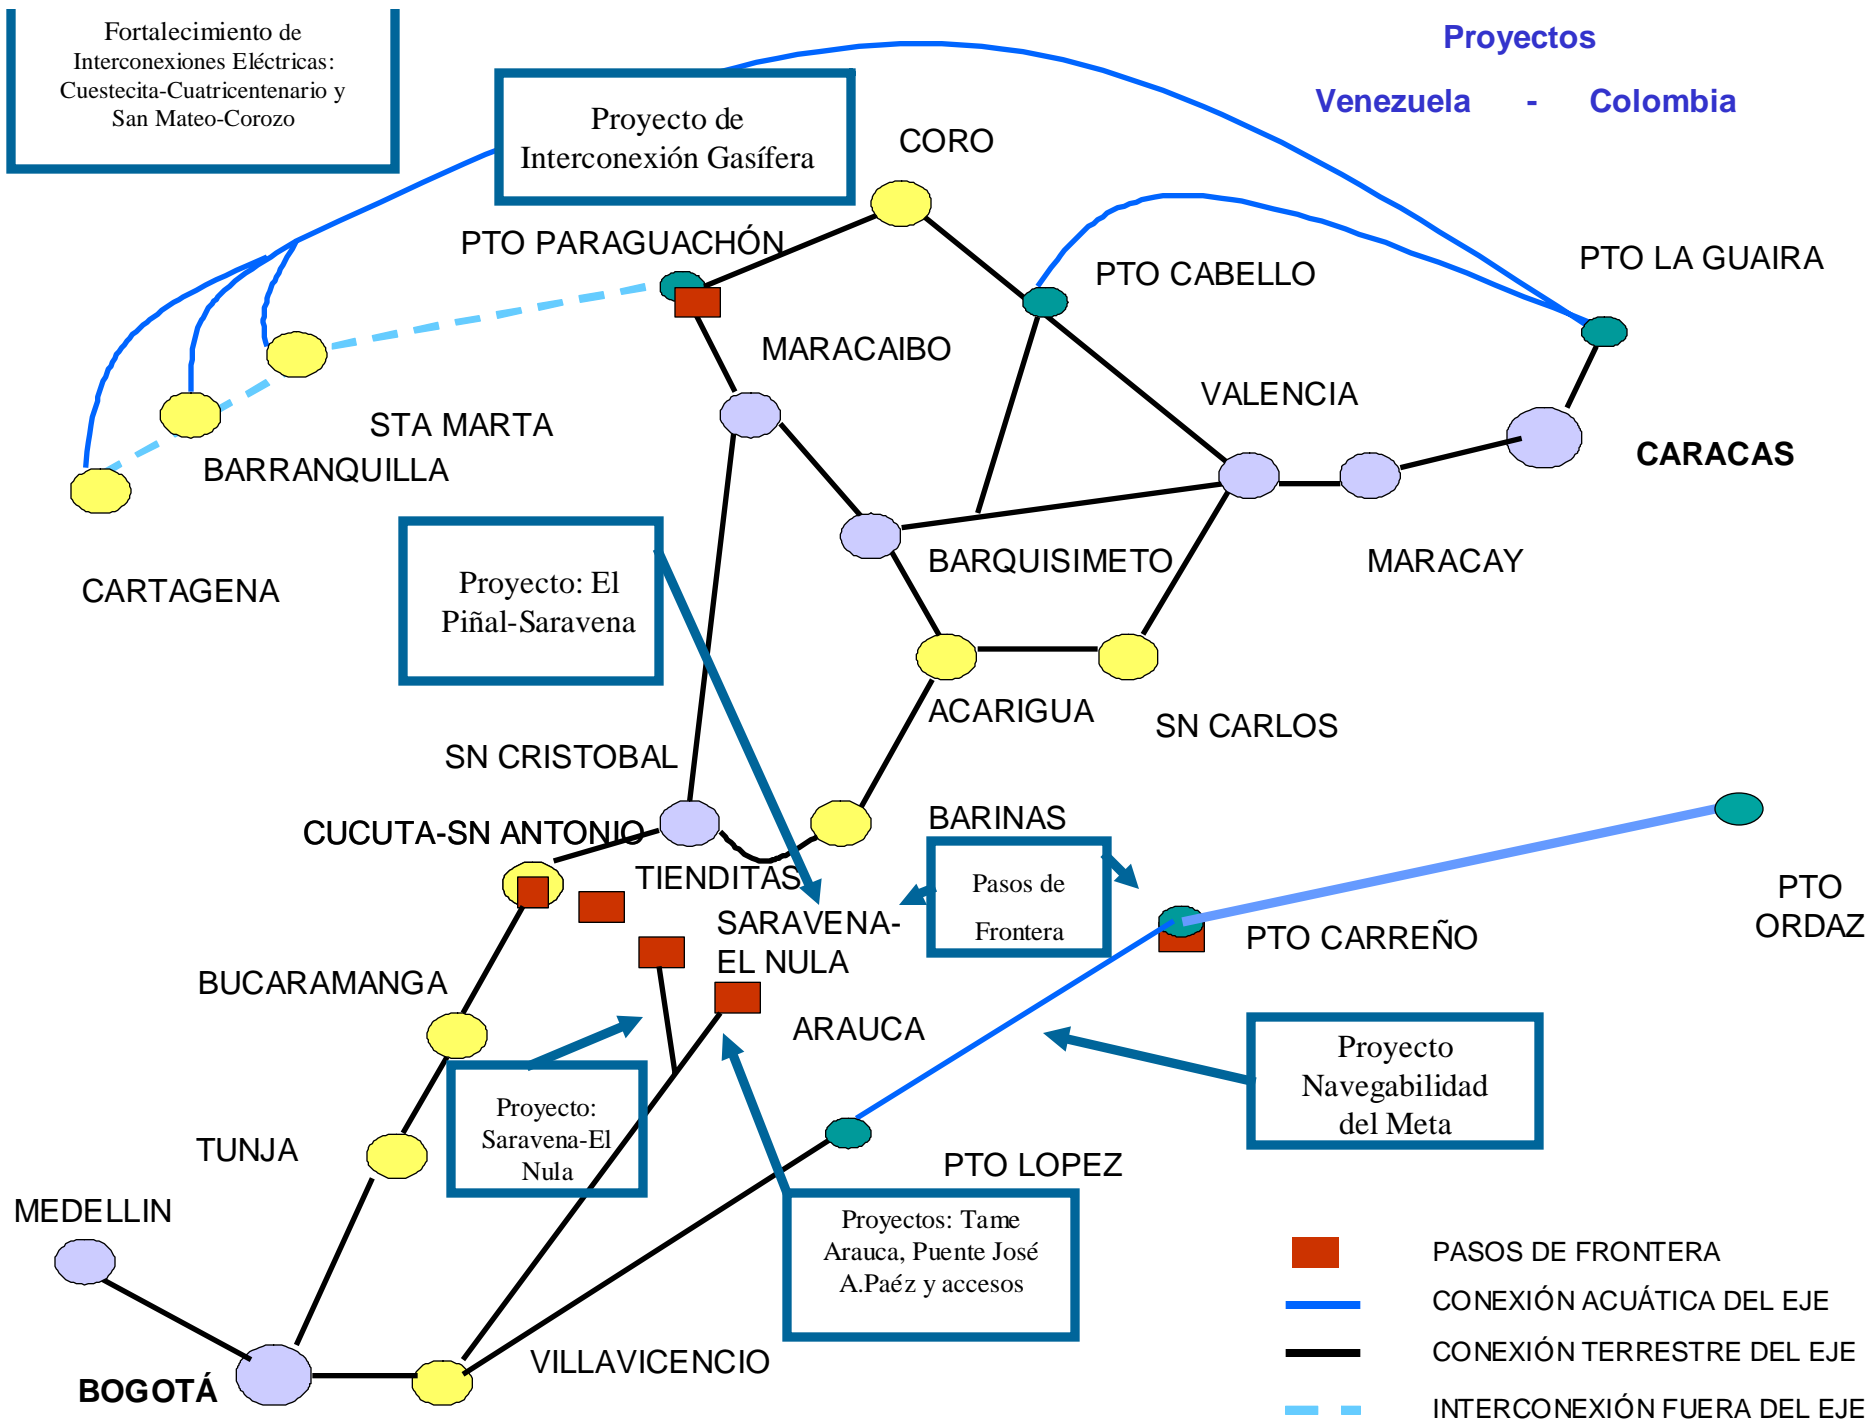 Fortalecimiento de
Interconexiones Eléctricas:
Cuestecita-Cuatricentenario y
San Mateo-Corozo
Proyectos
Venezuela - Colombia
Proyecto de
Interconexión Gasífera
CORO
PTO PARAGUACHÓN
PTO CABELLO
PTO LA GUAIRA
MARACAIBO
VALENCIA
STA MARTA
BARRANQUILLA
CARACAS
CARTAGENA
BARQUISIMETO
MARACAY
Proyecto: El
Piñal-Saravena
ACARIGUA
SN CARLOS
SN CRISTOBAL
CUCUTA-SN ANTONIO
BARINAS
TIENDITAS
Pasos de
Frontera
SARAVENA-
EL NULA
PTO CARREÑO
PTO
ORDAZ
BUCARAMANGA
ARAUCA
Proyecto
Navegabilidad
del Meta
Proyecto:
Saravena-El
Nula
TUNJA
PTO LOPEZ
MEDELLIN
Proyectos: Tame
Arauca, Puente José
A.Paéz y accesos
VILLAVICENCIO
BOGOTÁ
PASOS DE FRONTERA
CONEXIÓN ACUÁTICA DEL EJE
CONEXIÓN TERRESTRE DEL EJE
INTERCONEXIÓN FUERA DEL EJE